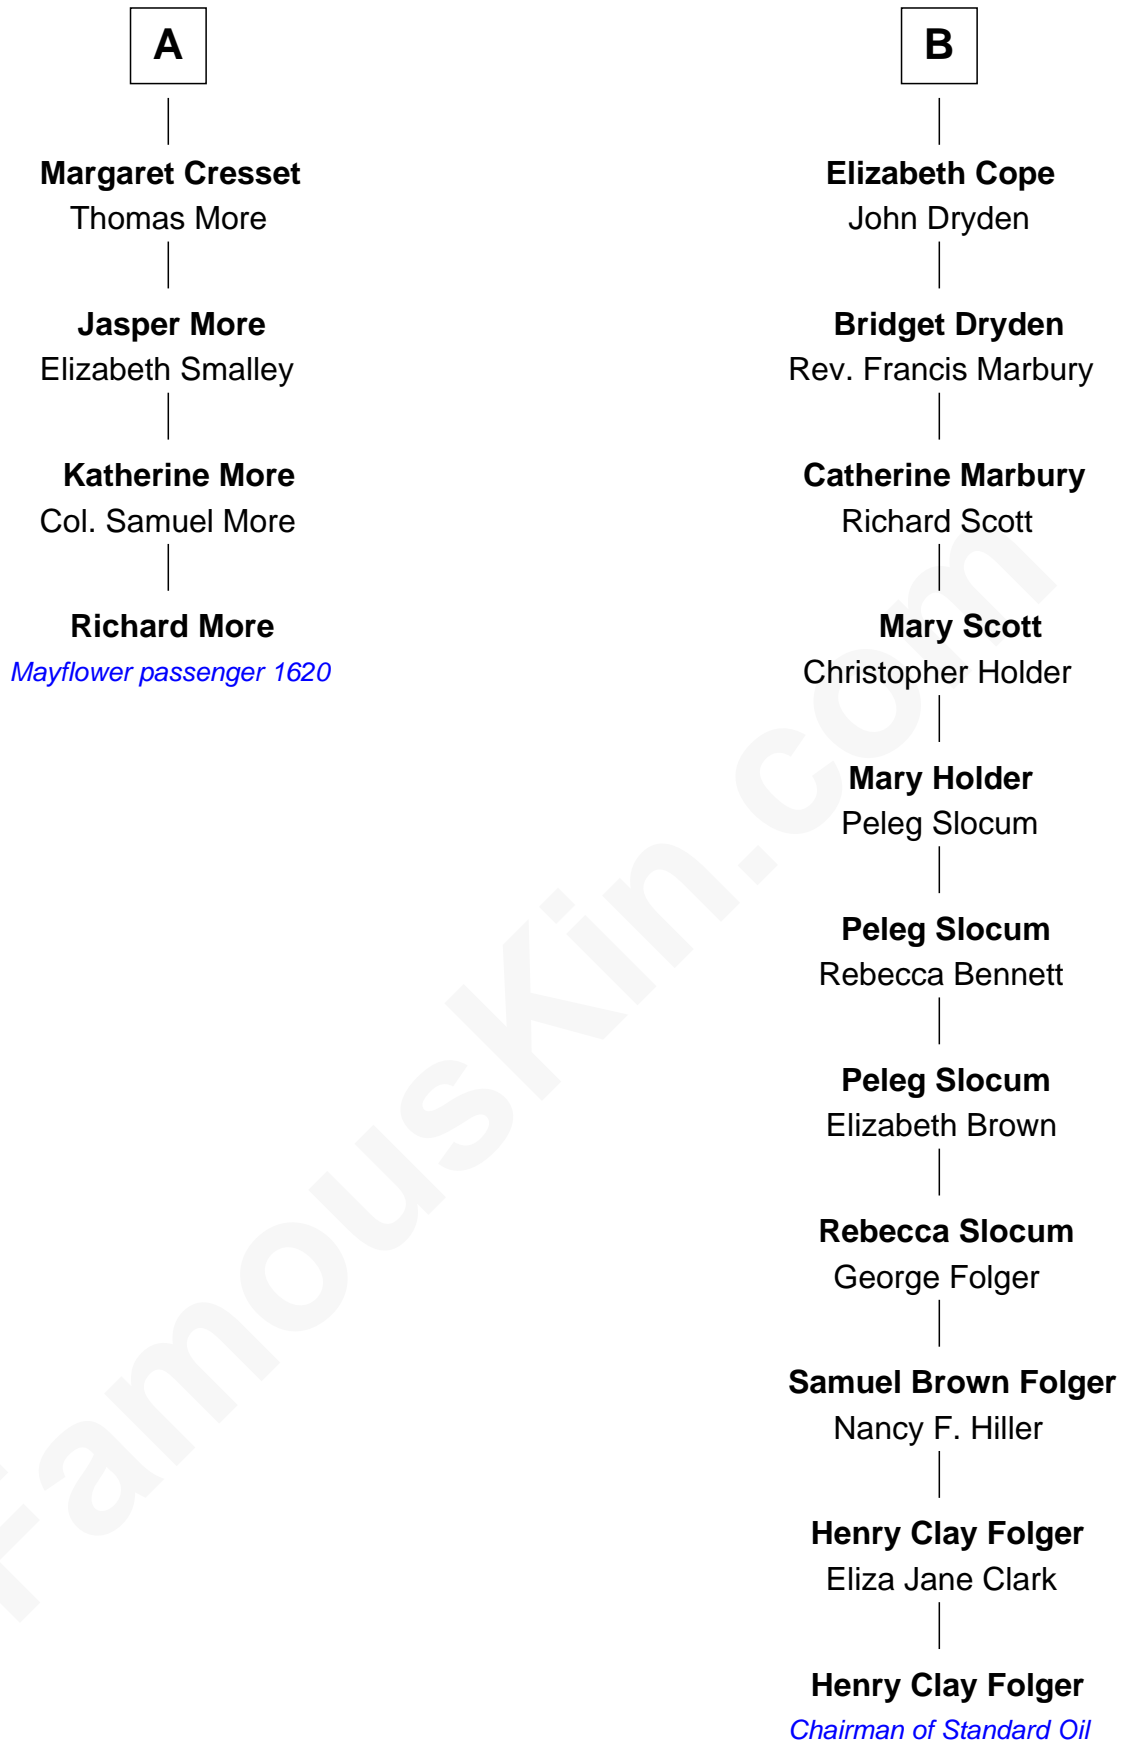 A
Margaret Cresset
Thomas More
Jasper More
Elizabeth Smalley
Katherine More
Col. Samuel More
Richard More
Mayflower passenger 1620
B
Elizabeth Cope
John Dryden
Bridget Dryden
Rev. Francis Marbury
Catherine Marbury
Richard Scott
Mary Scott
Christopher Holder
Mary Holder
Peleg Slocum
Peleg Slocum
Rebecca Bennett
Peleg Slocum
Elizabeth Brown
Rebecca Slocum
George Folger
Samuel Brown Folger
Nancy F. Hiller
Henry Clay Folger
Eliza Jane Clark
Henry Clay Folger
Chairman of Standard Oil
FamousKin.com